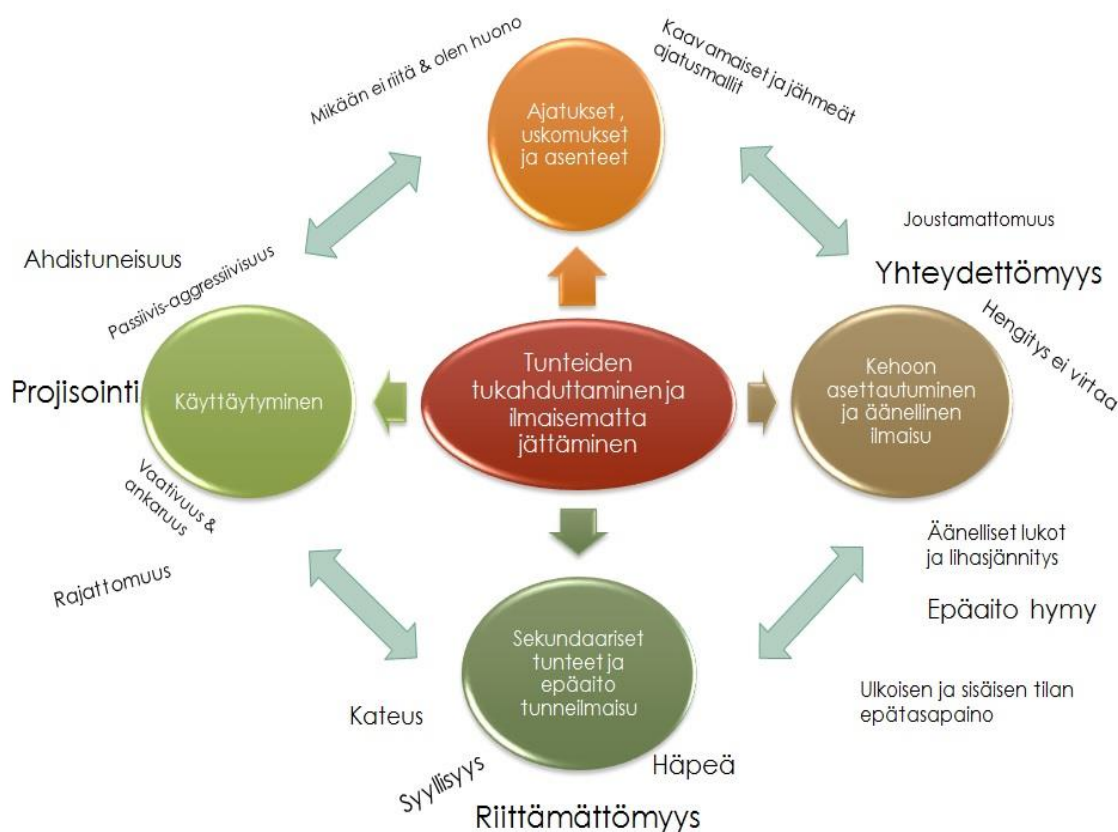 Mikään ei riitä & olen huono
Kaavamaiset ja jähmeät
ajatusmallit
Ajatukset,
uskomukset
ja asenteet
Joustamattomuus
Yhteydettömyys
Hengitys ei virtaa
Ahdistuneisuus
Passiivis-aggressiivisuus
Projisointi
Käyttäytyminen
Tunteiden
tukahduttaminen ja
ilmaisematta
jättäminen
Kehoon
asettautuminen
ja äänellinen
ilmaisu
Vaativuus &
ankaruus
Rajattomuus
Äänelliset lukot
ja lihasjännitys
Epäaito hymy
Sekundaariset
tunteet ja
epäaito
tunneilmaisu
Ulkoisen ja sisäisen tilan
epätasapaino
Kateus
Syyllisyys
Häpeä
Riittämättömyys